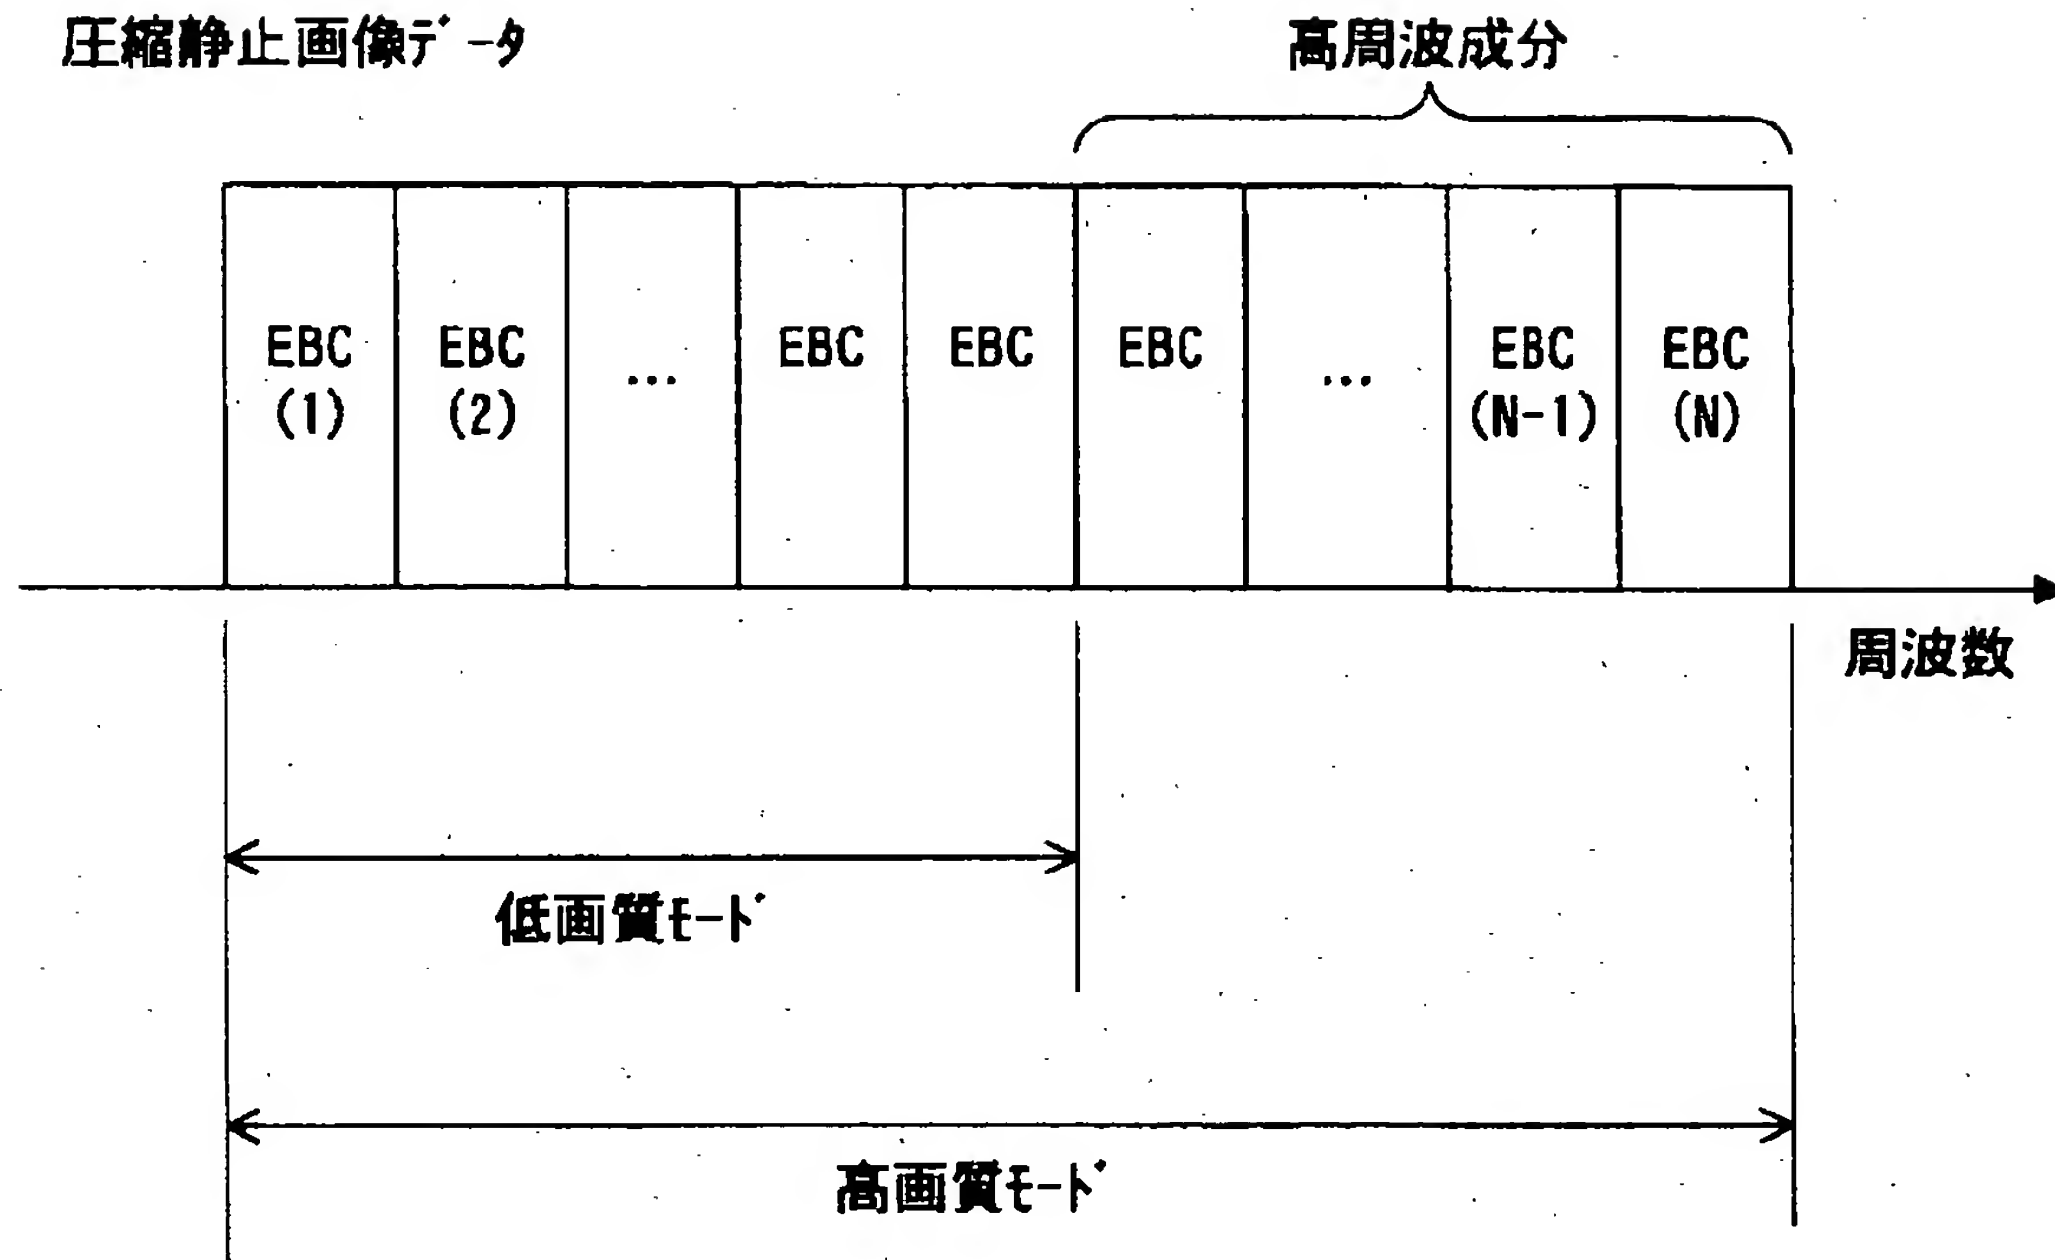 圧縮静止画像ﾃﾞｰﾀ
高周波成分
EBC
(1)
EBC
(2)
...
EBC
EBC
EBC
...
EBC
(N-1)
EBC
(N)
周波数
低画質ﾓｰﾄﾞ
高画質ﾓｰﾄﾞ